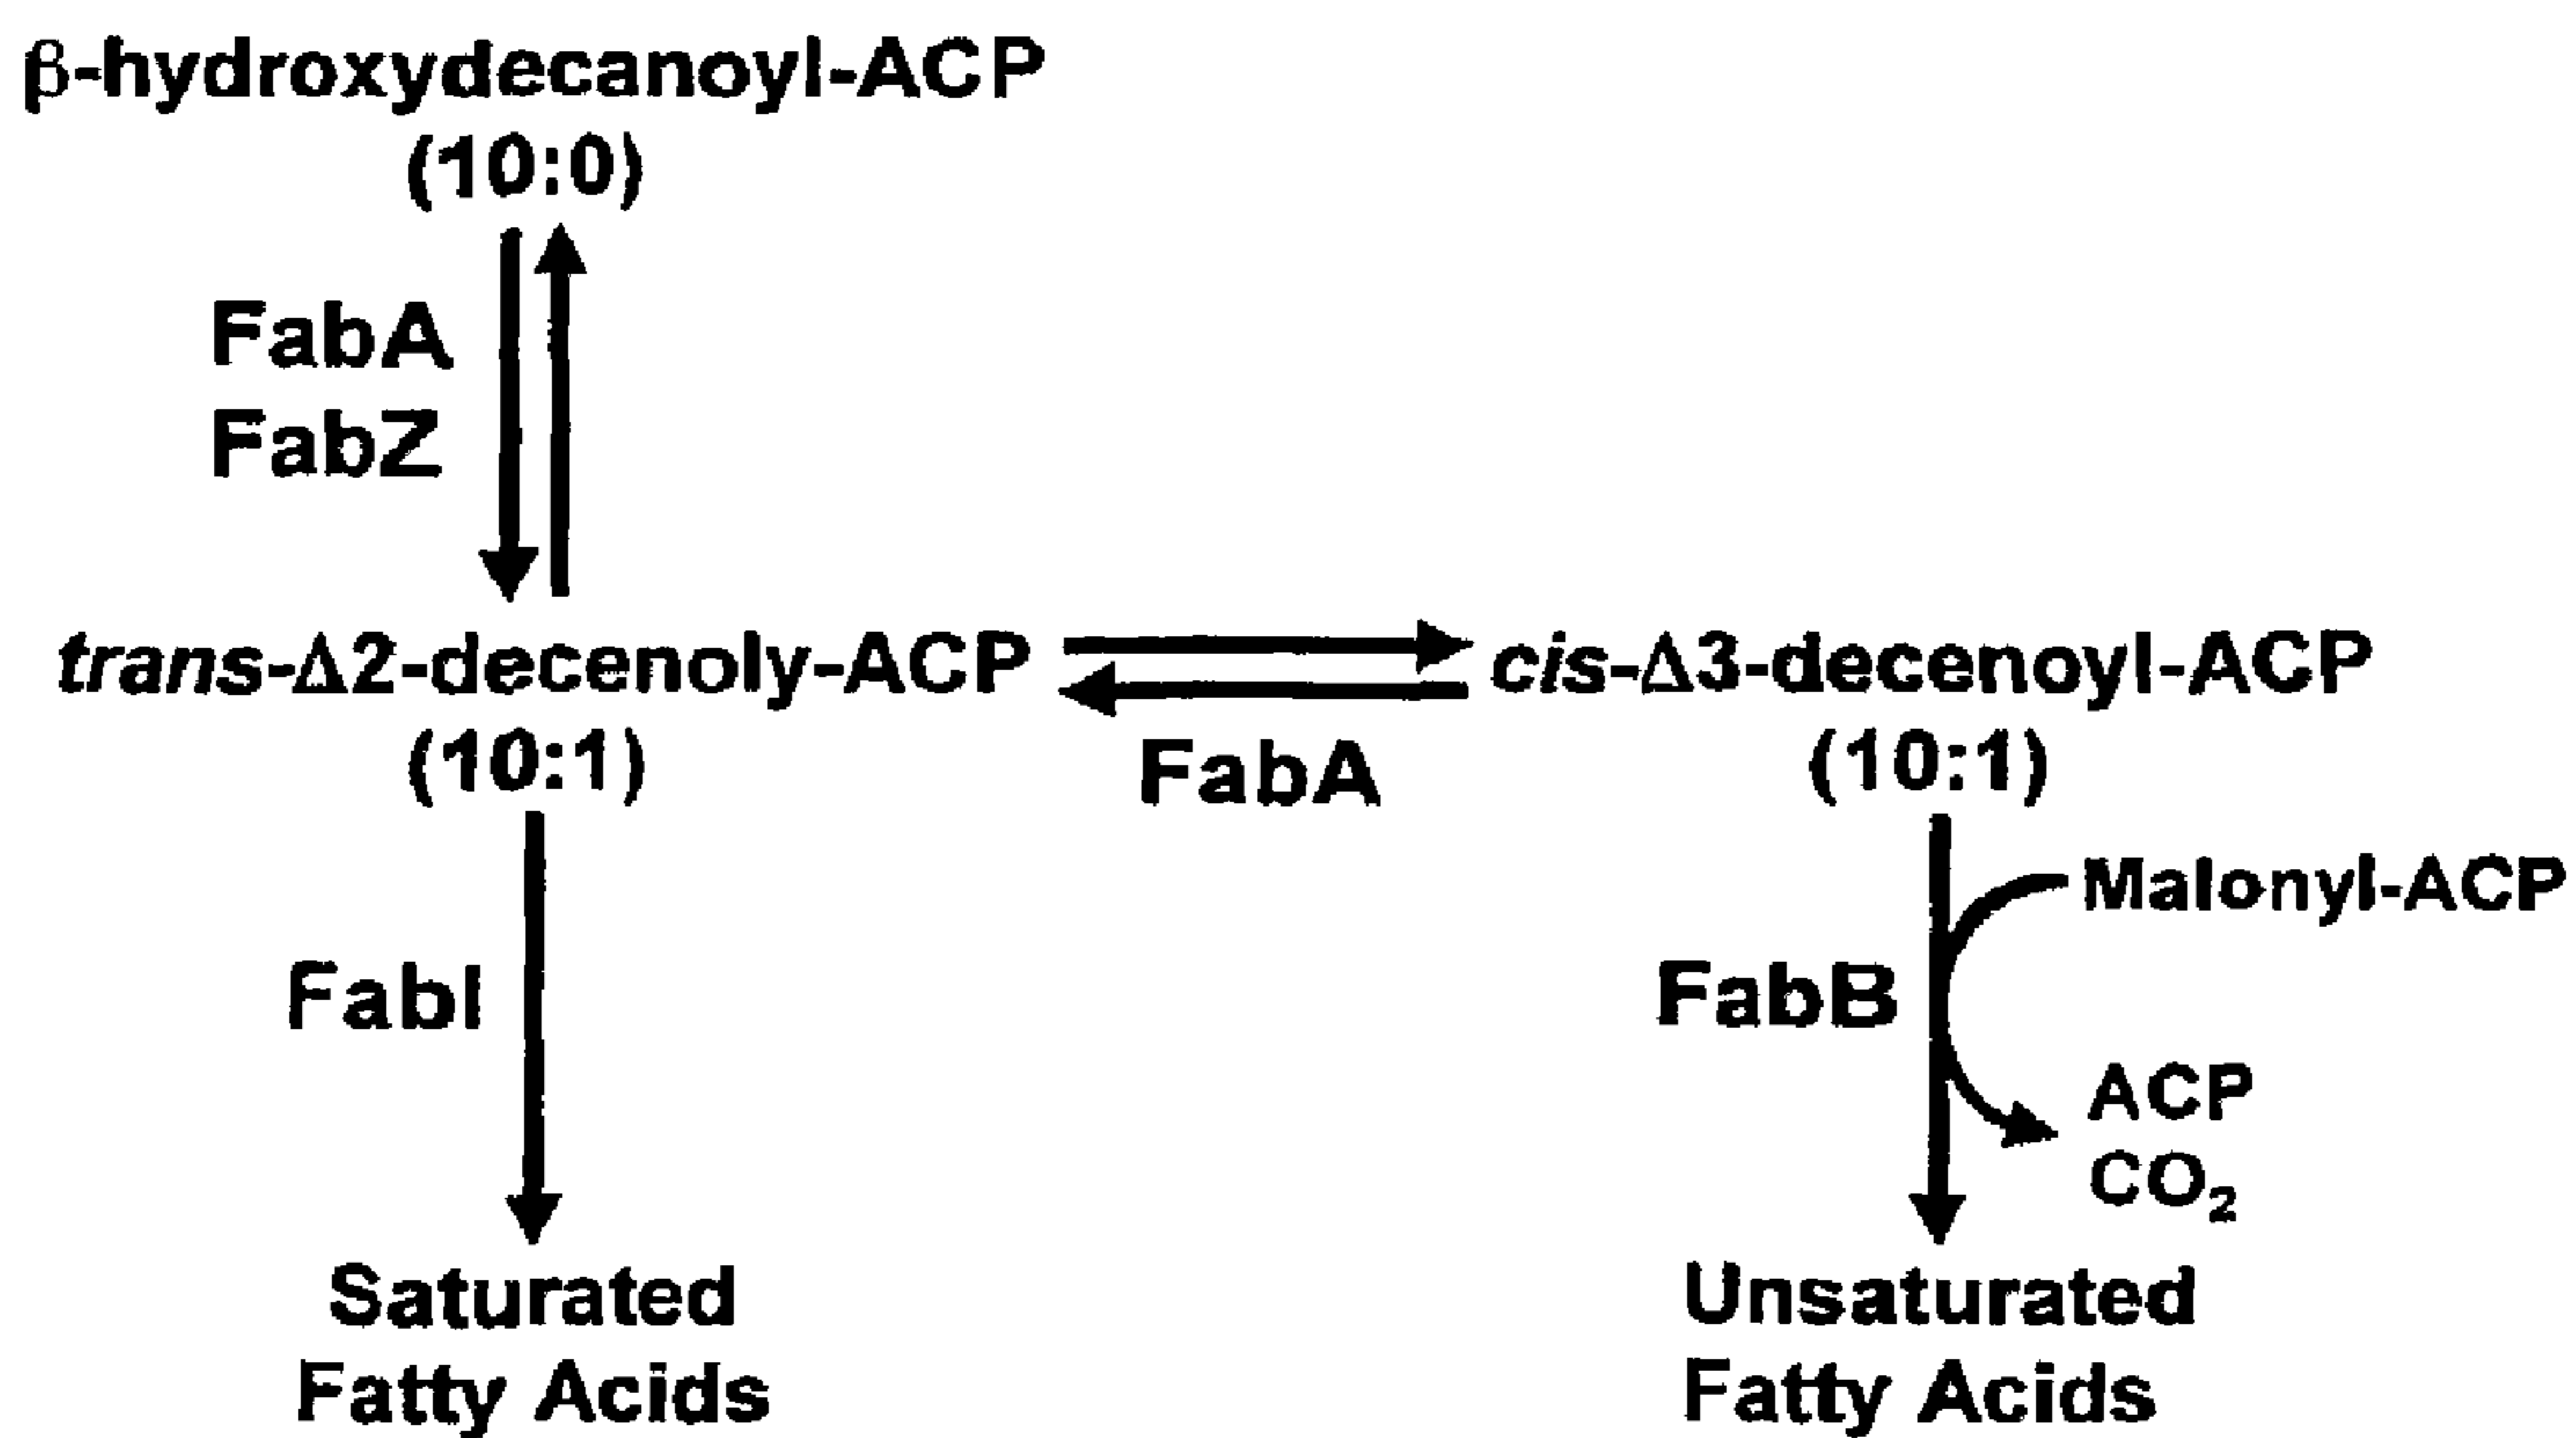 β-hydroxydecanoyl-ACP
(10:0)
FabA
FabZ
trans-Δ2-decenoly-ACP
cis-Δ3-decenoyl-ACP
(10:1)
FabA
(10:1)
Malonyl-ACP
FabI
FabB
ACP
CO₂
Saturated
Fatty Acids
Unsaturated
Fatty Acids